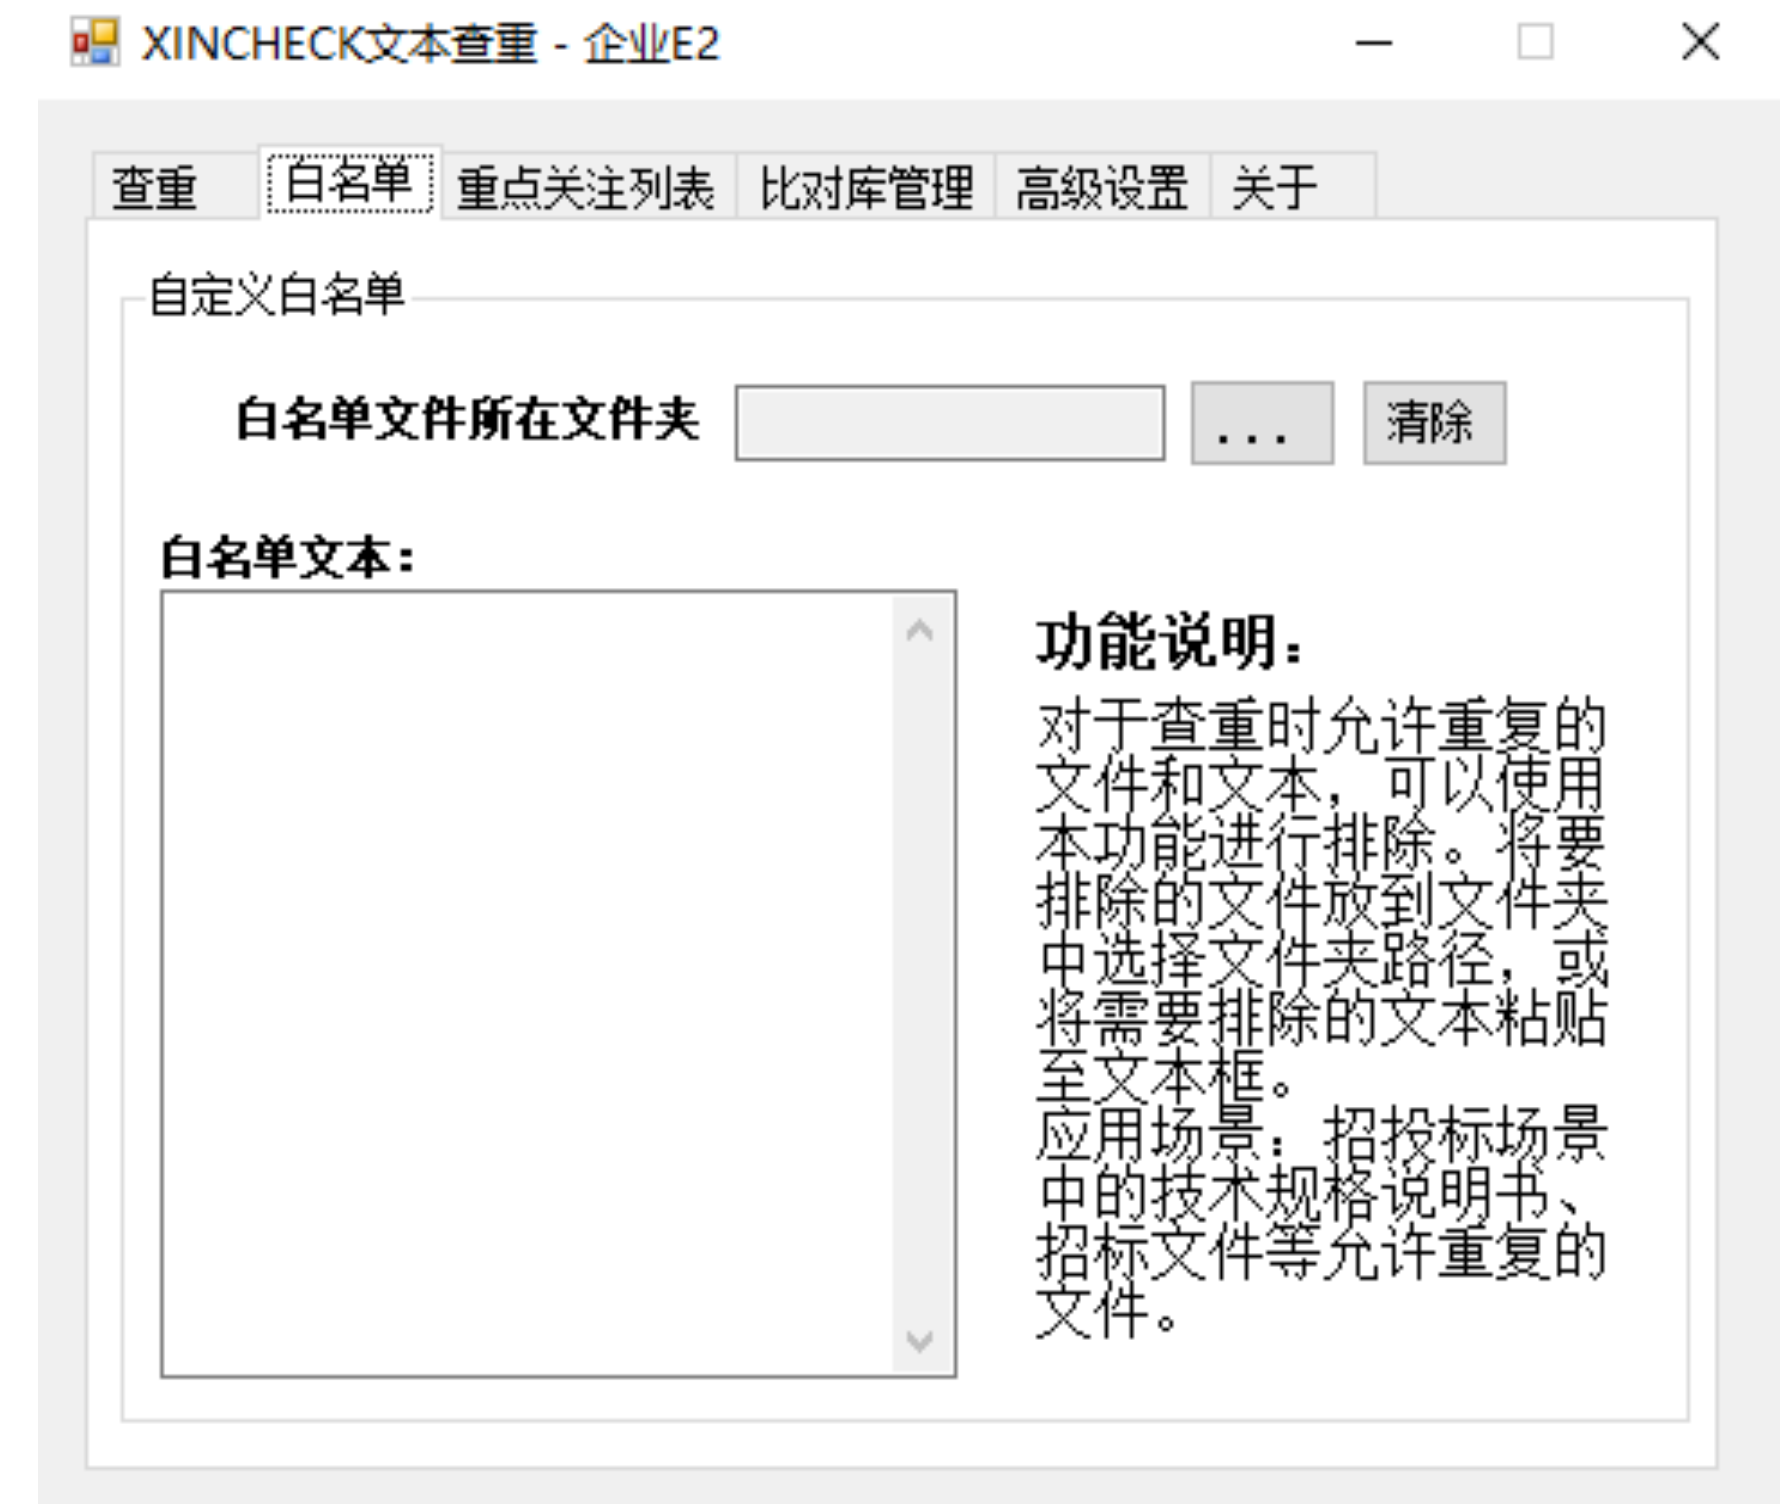 XINCHECK文本查重 - 企业E2
查重 白名单 重点关注列表 比对库管理 高级设置 关于
自定义白名单
白名单文件所在文件夹 ... 清除
白名单文本：
功能说明：
对于查重时允许重复的
文件和文本，可以使用
本功能进行排除。将要
排除的文件放到文件夹
中选择文件夹路径，或
将需要排除的文本粘贴
至文本框。
应用场景：招投标场景
中的技术规格说明书、
招标文件等允许重复的
文件。